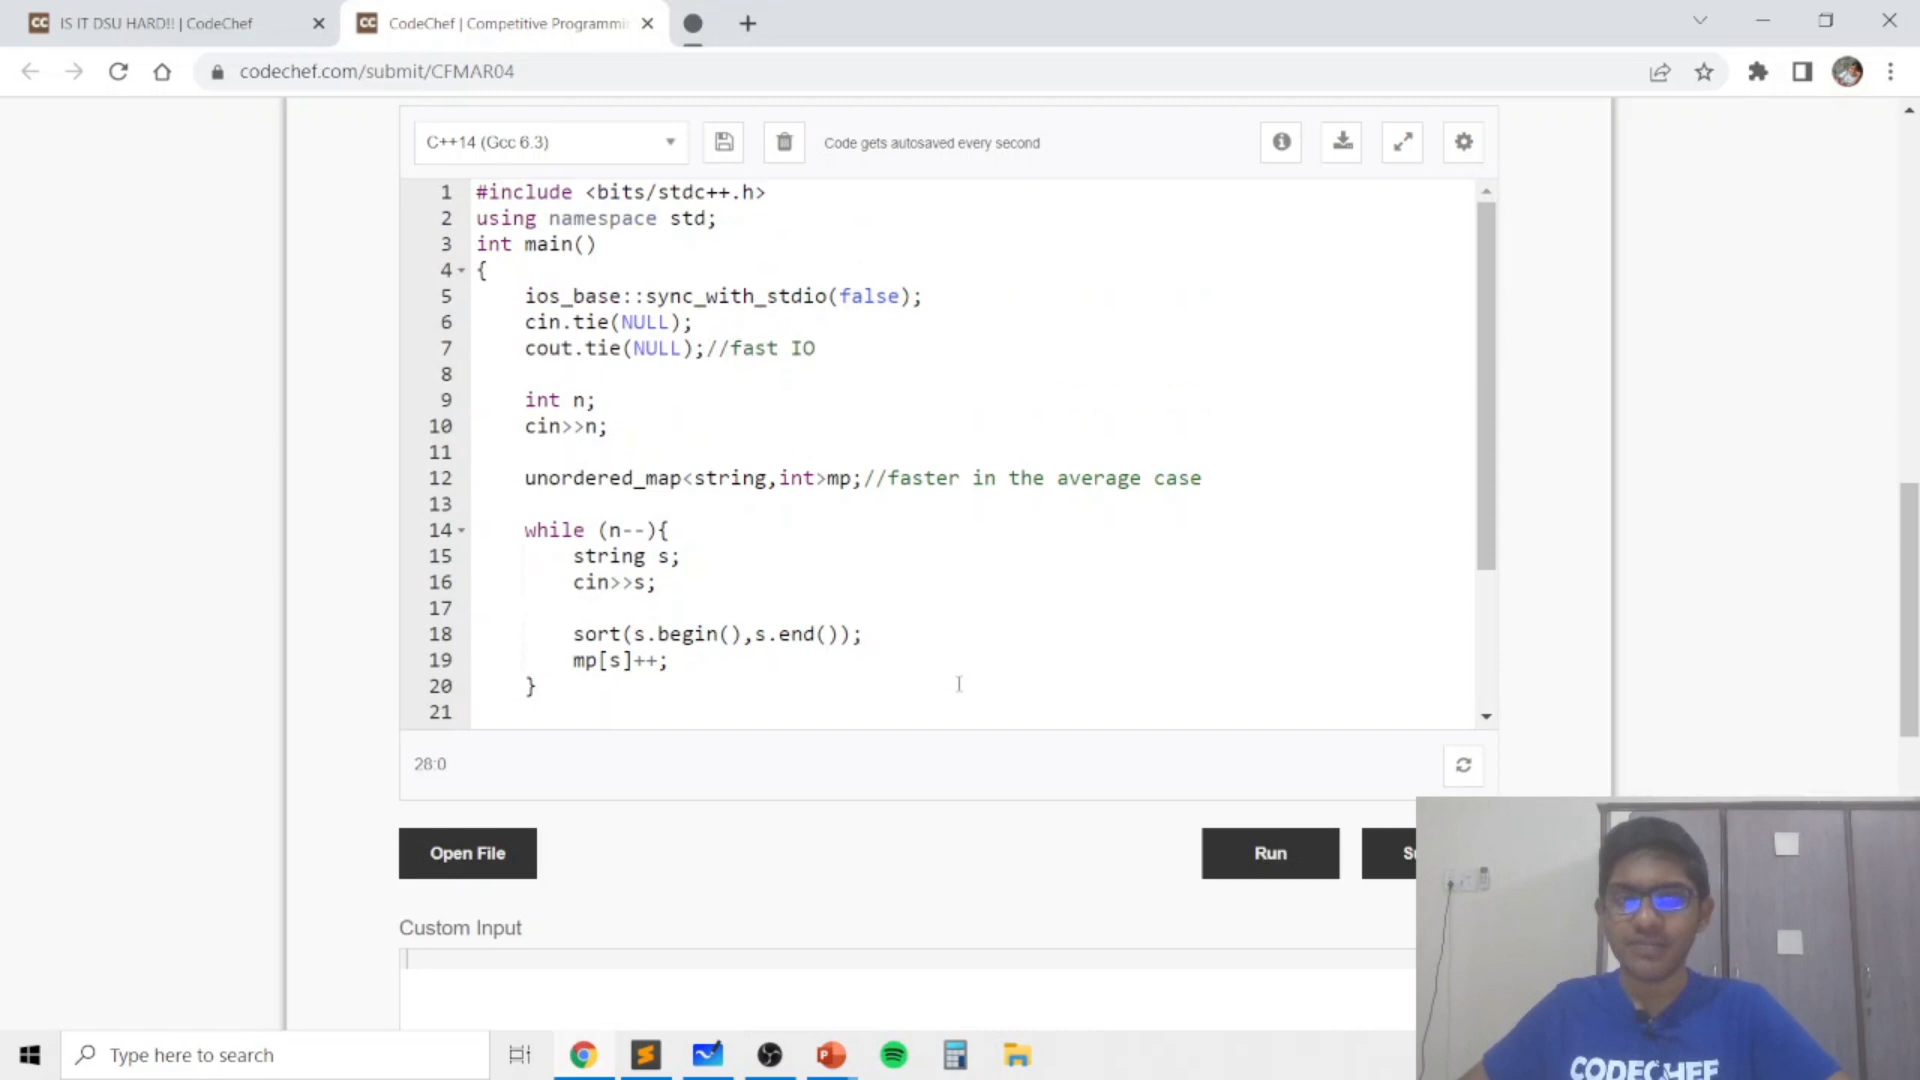 IS IT DSU HARD!! | CodeChef
CodeChef | Competitive Programmi
codechef.com/submit/CFMAR04
C++14 (Gcc 6.3)
Code gets autosaved every second
1 #include <bits/stdc++.h>
2 using namespace std;
3 int main()
4 {
5 ios_base::sync_with_stdio(false);
6 cin.tie(NULL);
7 cout.tie(NULL);//fast IO
8
9 int n;
10 cin>>n;
11
12 unordered_map<string,int>mp;//faster in the average case
13
14 while (n--){
15 string s;
16 cin>>s;
17
18 sort(s.begin(),s.end());
19 mp[s]++;
20 }
21
28:0
Open File
Run
Su
Custom Input
CODECHEF
Type here to search